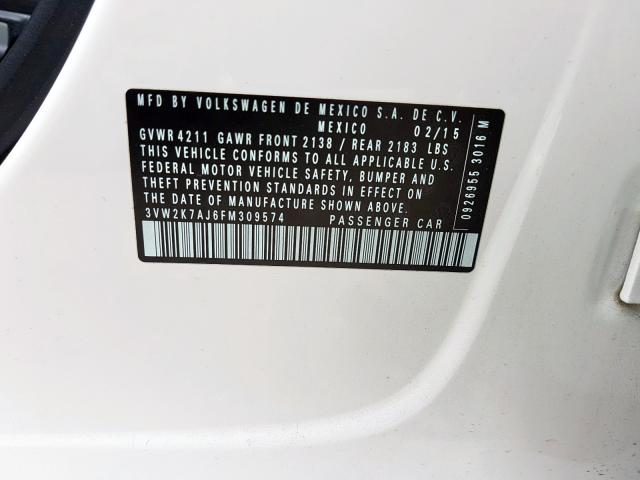 MFD BY VOLKSWAGEN DE MEXICO S.A. DE C.V.
MEXICO 02/15
GVWR 4211 GAWR FRONT 2138 / REAR 2183 LBS
THIS VEHICLE CONFORMS TO ALL APPLICABLE U.S.
FEDERAL MOTOR VEHICLE SAFETY, BUMPER AND
THEFT PREVENTION STANDARDS IN EFFECT ON
THE DATE OF MANUFACTURE SHOWN ABOVE.
3VW2K7AJ6FM309574 PASSENGER CAR
0926955 3016 M